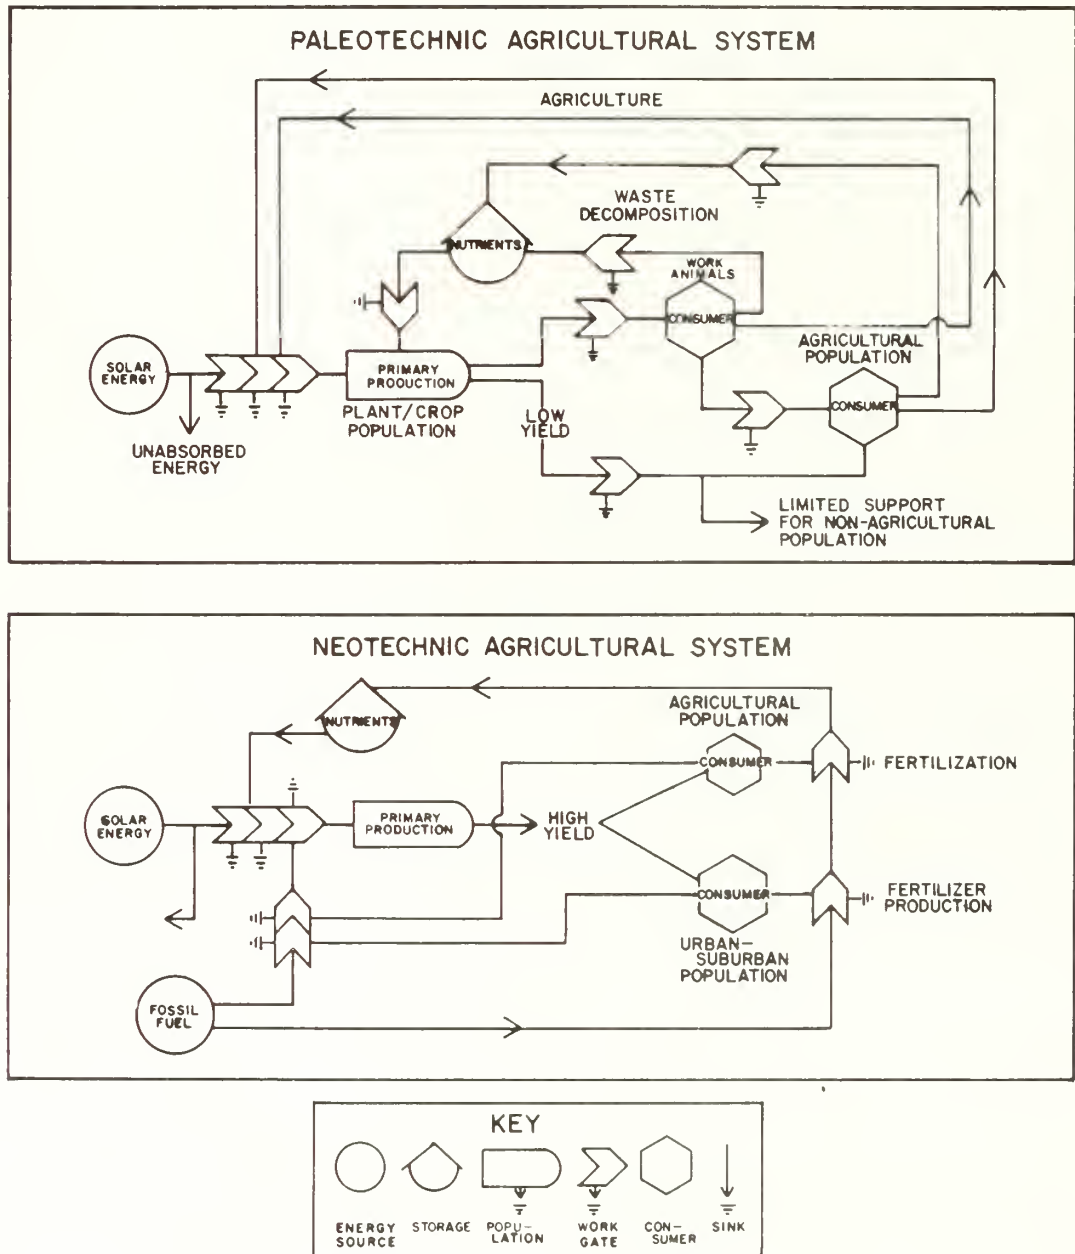 PALEOTECHNIC AGRICULTURAL SYSTEM
AGRICULTURE
WASTE
DECOMPOSITION
NUTRIENTS
WORK
ANIMALS
CONSUMER
AGRICULTURAL
POPULATION
CONSUMER
SOLAR
ENERGY
PRIMARY
PRODUCTION
PLANT/CROP
POPULATION
LOW
YIELD
UNABSORBED
ENERGY
LIMITED SUPPORT
FOR NON-AGRICULTURAL
POPULATION
NEOTECHNIC AGRICULTURAL SYSTEM
NUTRIENTS
AGRICULTURAL
POPULATION
CONSUMER
FERTILIZATION
SOLAR
ENERGY
PRIMARY
PRODUCTION
HIGH
YIELD
CONSUMER
FERTILIZER
PRODUCTION
URBAN-
SUBURBAN
POPULATION
FOSSIL
FUEL
KEY
ENERGY
SOURCE
STORAGE
POPU-
LATION
WORK
GATE
CON-
SUMER
SINK